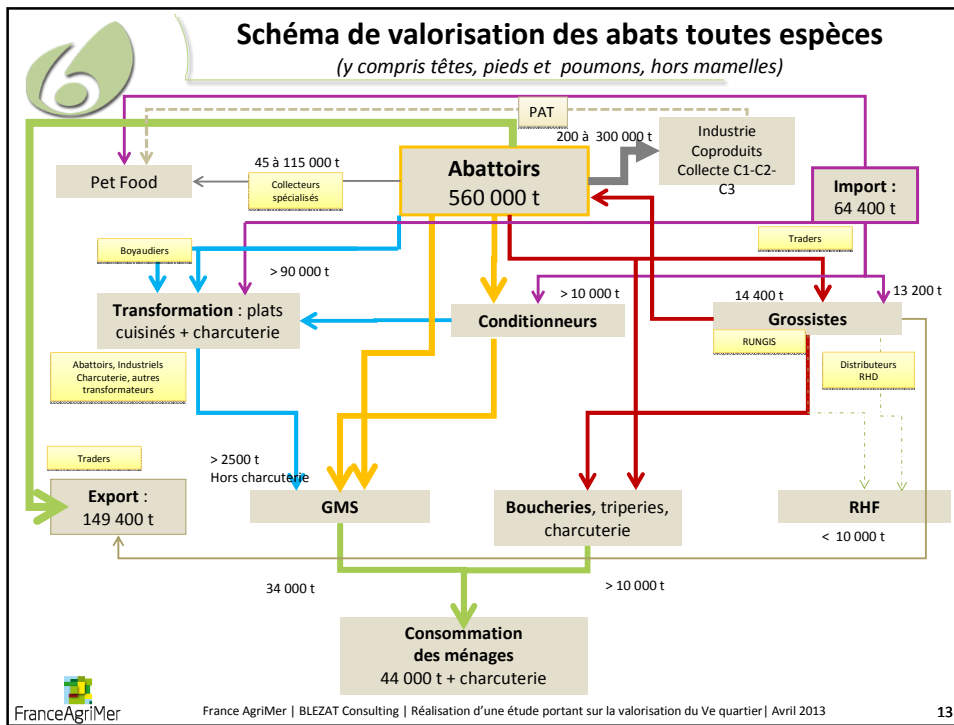 Schéma de valorisation des abats toutes espèces
(y compris têtes, pieds et poumons, hors mamelles)
PAT
200 à 300 000 t
Industrie
Coproduits
Collecte C1-C2-
C3
45 à 115 000 t
Pet Food
Collecteurs
spécialisés
Abattoirs
560 000 t
Import :
64 400 t
Boyaudiers
Traders
> 90 000 t
> 10 000 t
14 400 t
13 200 t
Transformation : plats
cuisinés + charcuterie
Conditionneurs
Grossistes
RUNGIS
Abattoirs, Industriels
Charcuterie, autres
transformateurs
Distributeurs
RHD
Traders
> 2500 t
Hors charcuterie
Export :
149 400 t
GMS
Boucheries, triperies,
charcuterie
RHF
< 10 000 t
34 000 t
> 10 000 t
Consommation
des ménages
44 000 t + charcuterie
FranceAgriMer
France AgriMer | BLEZAT Consulting | Réalisation d'une étude portant sur la valorisation du Ve quartier| Avril 2013
13